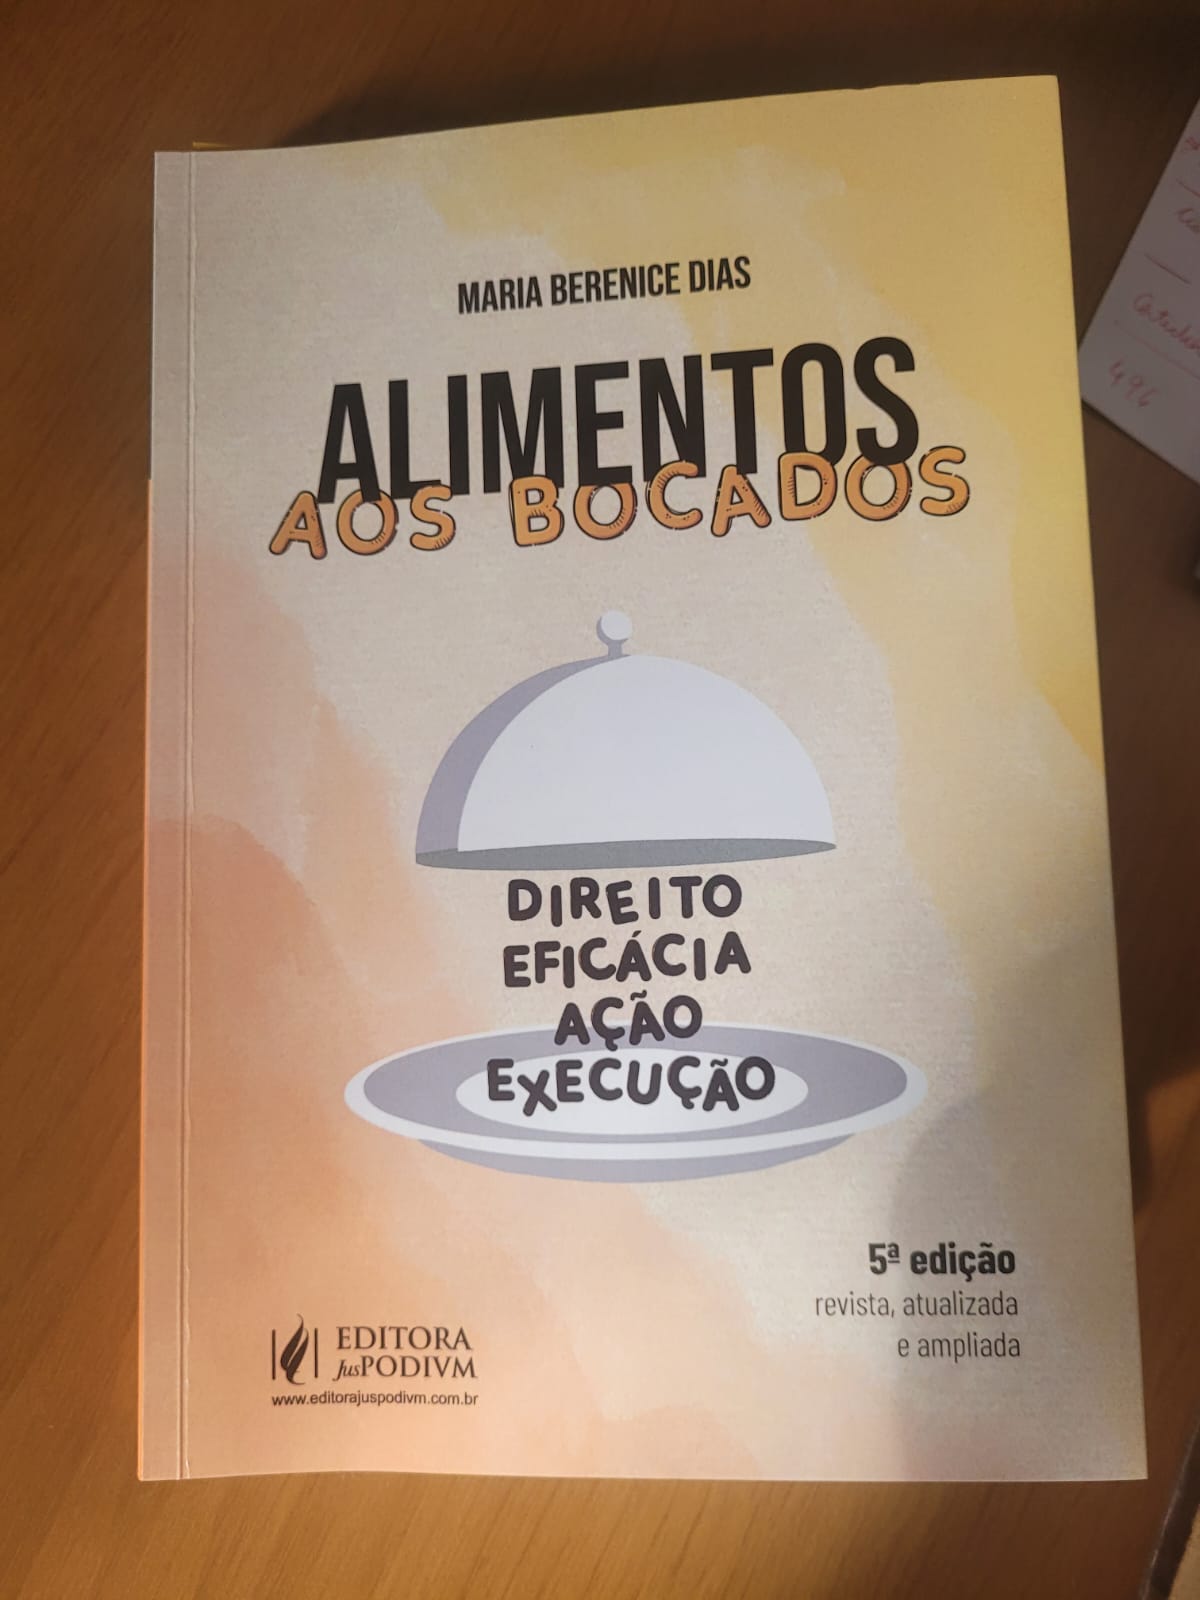 MARIA BERENICE DIAS
ALIMENTOS
AOS BOCADOS
DIREITO
EFICÁCIA
AÇÃO
EXECUÇÃO
5ª edição
revista, atualizada
e ampliada
EDITORA
JusPODIVM
www.editorajuspodivm.com.br
496